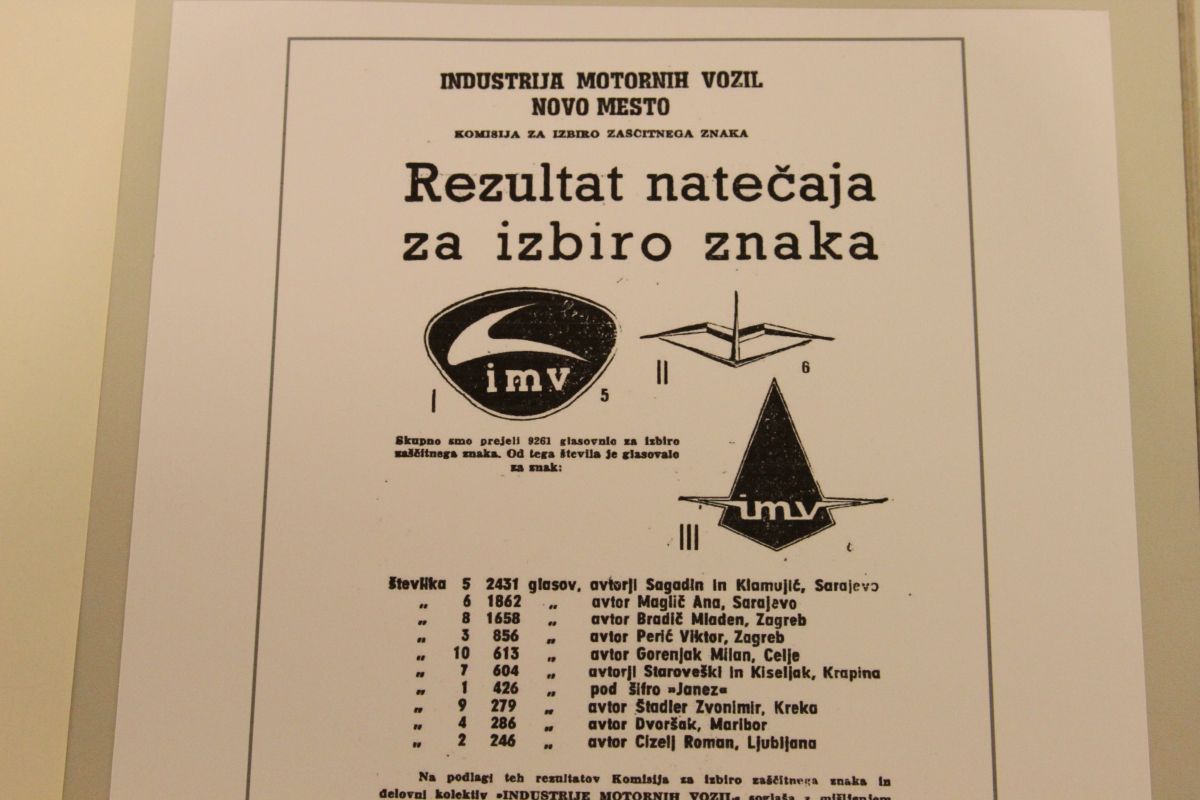 INDUSTRIJA MOTORNIH VOZIL
NOVO MESTO
KOMISIJA ZA IZBIRO ZAŠČITNEGA ZNAKA
Rezultat natečaja
za izbiro znaka
imv
I
5
II
6
imv
III
Skupno smo prejeli 9261 glasovnic za izbiro
zaščitnega znaka. Od tega števila je glasovalo
za znak:
številka 5 2431 glasov, avtorji Sagadin in Klamujić, Sarajevo
„ 6 1862 „ avtor Maglič Ana, Sarajevo
„ 8 1658 „ avtor Bradič Mladen, Zagreb
„ 3 856 „ avtor Perić Viktor, Zagreb
„ 10 613 „ avtor Gorenjak Milan, Celje
„ 7 604 „ avtorji Staroveški in Kiseljak, Krapina
„ 1 426 „ pod šifro »Janez«
„ 9 279 „ avtor Štadler Zvonimir, Kreka
„ 4 286 „ avtor Dvoršak, Maribor
„ 2 246 „ avtor Cizelj Roman, Ljubljana
Na podlagi teh rezultatov Komisija za izbiro zaščitnega znaka in
delovni kolektiv »INDUSTRIJE MOTORNIH VOZIL« soglaša z mišljenjem